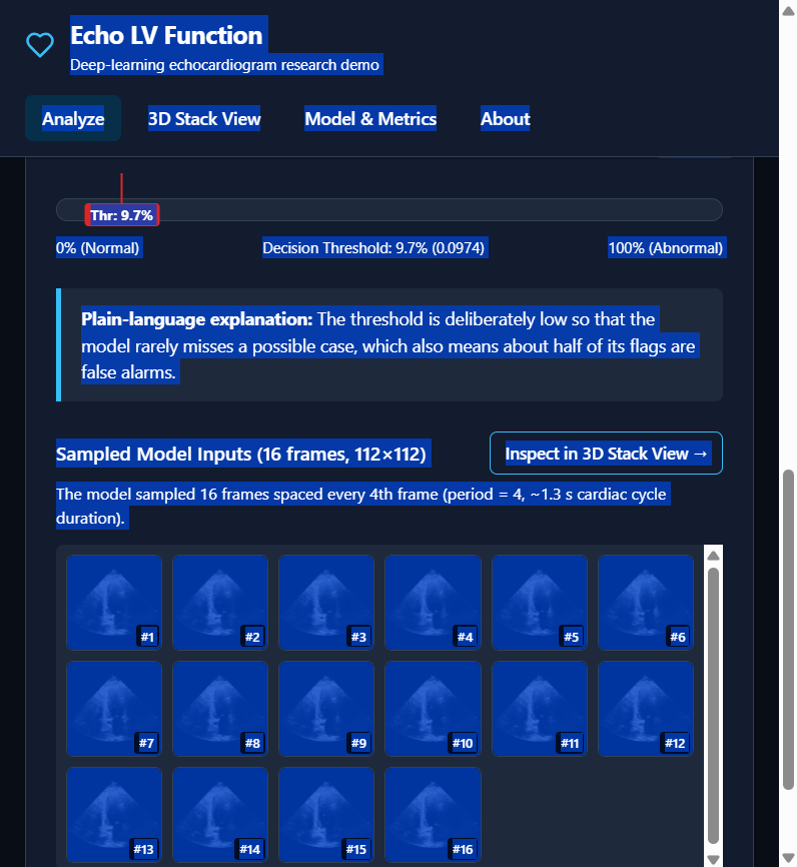 Echo LV Function
Deep-learning echocardiogram research demo
Analyze
3D Stack View
Model & Metrics
About
Thr: 9.7%
0% (Normal)
Decision Threshold: 9.7% (0.0974)
100% (Abnormal)
Plain-language explanation: The threshold is deliberately low so that the
model rarely misses a possible case, which also means about half of its flags are
false alarms.
Sampled Model Inputs (16 frames, 112×112)
Inspect in 3D Stack View →
The model sampled 16 frames spaced every 4th frame (period = 4, ~1.3 s cardiac cycle
duration).
#1
#2
#3
#4
#5
#6
#7
#8
#9
#10
#11
#12
#13
#14
#15
#16